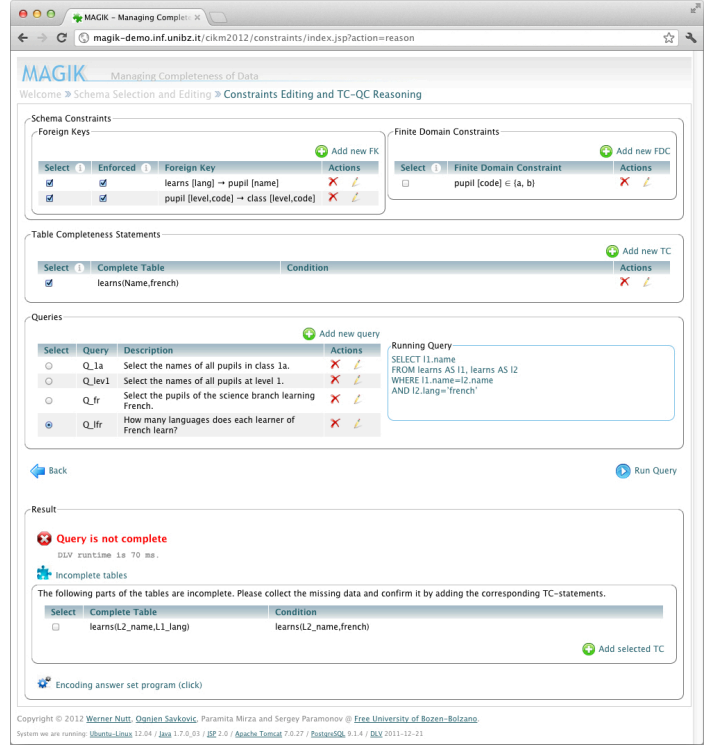 MAGIK – Managing Complete
magik-demo.inf.unibz.it/cikm2012/constraints/index.jsp?action=reason
MAGIK Managing Completeness of Data
Welcome » Schema Selection and Editing » Constraints Editing and TC-QC Reasoning
Schema Constraints
Foreign Keys
Add new FK
Select i Enforced i Foreign Key Actions
learns [lang] → pupil [name]
pupil [level,code] → class [level,code]
Finite Domain Constraints
Add new FDC
Select i Finite Domain Constraint Actions
pupil [code] ∈ {a, b}
Table Completeness Statements
Add new TC
Select i Complete Table Condition Actions
learns(Name,french)
Queries
Add new query
Select Query Description Actions
Q_1a Select the names of all pupils in class 1a.
Q_lev1 Select the names of all pupils at level 1.
Q_fr Select the pupils of the science branch learning
French.
Q_lfr How many languages does each learner of
French learn?
Running Query
SELECT l1.name
FROM learns AS l1, learns AS l2
WHERE l1.name=l2.name
AND l2.lang='french'
Back
Run Query
Result
Query is not complete
DLV runtime is 70 ms.
Incomplete tables
The following parts of the tables are incomplete. Please collect the missing data and confirm it by adding the corresponding TC-statements.
Select Complete Table Condition
learns(L2_name,L1_lang) learns(L2_name,french)
Add selected TC
Encoding answer set program (click)
Copyright © 2012 Werner Nutt, Ognjen Savkovic, Paramita Mirza and Sergey Paramonov @ Free University of Bozen-Bolzano.
System we are running: Ubuntu-Linux 12.04 / Java 1.7.0_03 / JSP 2.0 / Apache Tomcat 7.0.27 / PostgreSQL 9.1.4 / DLV 2011-12-21